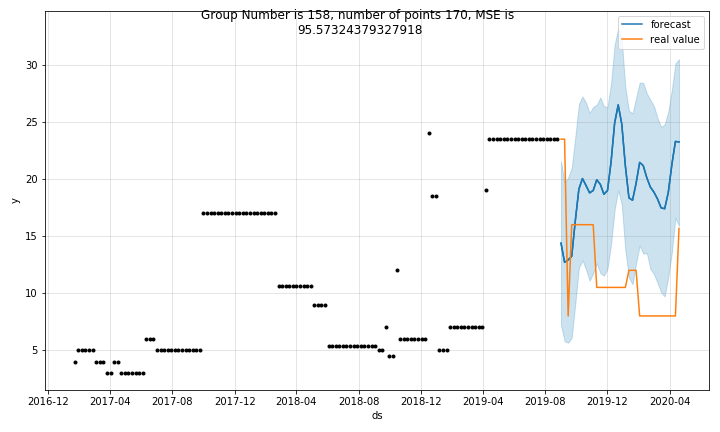 Group Number is 158, number of points 170, MSE is
95.57324379327918
forecast
real value
30
25
20
15
10
5
y
2016-12 2017-04 2017-08 2017-12 2018-04 2018-08 2018-12 2019-04 2019-08 2019-12 2020-04
ds